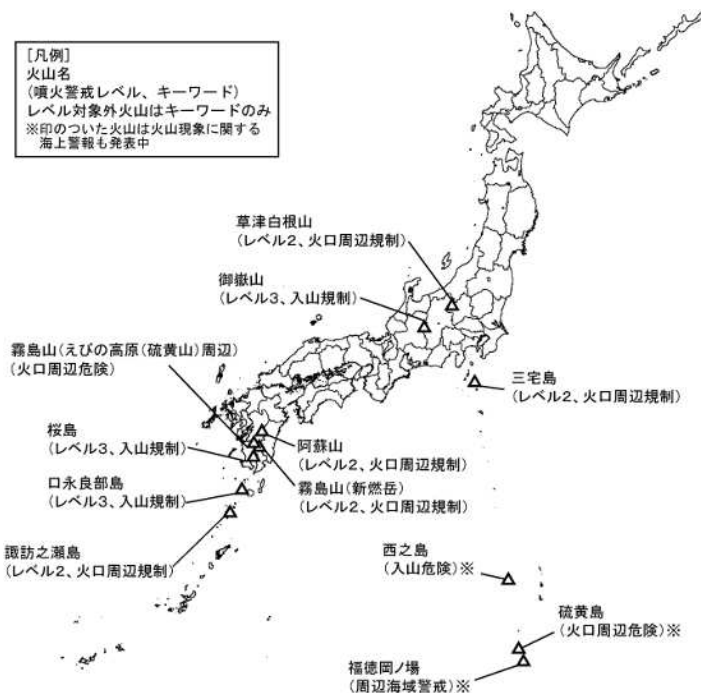 [凡例]
火山名
(噴火警戒レベル、キーワード)
レベル対象外火山はキーワードのみ
※印のついた火山は火山現象に関する
海上警報も発表中
草津白根山
(レベル2、火口周辺規制)
御嶽山
(レベル3、入山規制)
霧島山(えびの高原(硫黄山)周辺)
(火口周辺危険)
三宅島
(レベル2、火口周辺規制)
桜島
(レベル3、入山規制)
阿蘇山
(レベル2、火口周辺規制)
口永良部島
(レベル3、入山規制)
霧島山(新燃岳)
(レベル2、火口周辺規制)
諏訪之瀬島
(レベル2、火口周辺規制)
西之島
(入山危険)※
硫黄島
(火口周辺危険)※
福徳岡ノ場
(周辺海域警戒)※